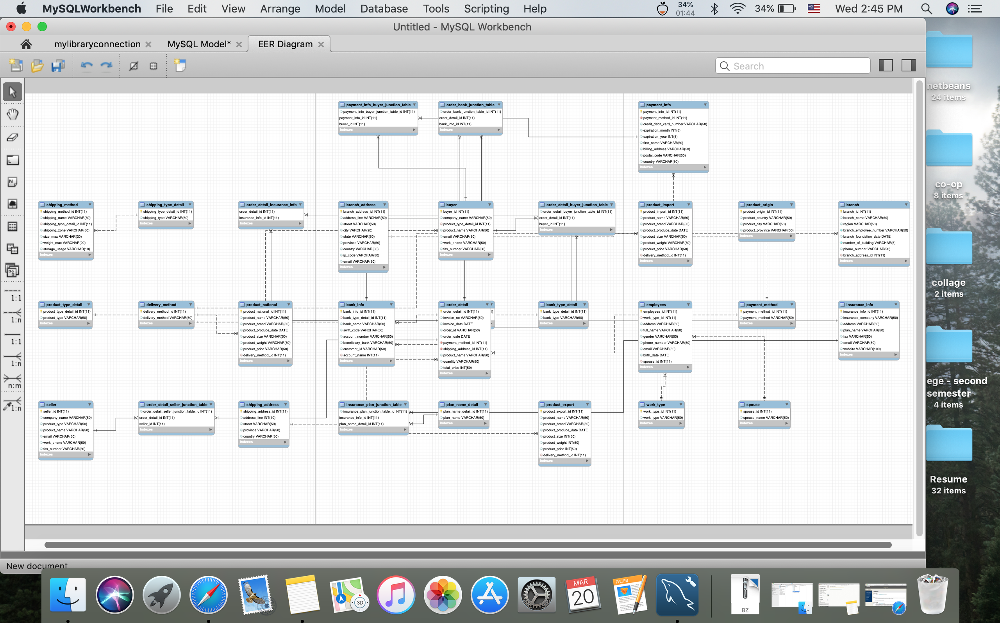 MySQLWorkbench File Edit View Arrange Model Database Tools Scripting Help
34%
01:44
34%
Wed 2:45 PM
Untitled - MySQL Workbench
mylibraryconnection
MySQL Model*
EER Diagram
Search
1:1
1:n
1:1
1:n
n:m
1:n
payment_info_buyer_junction_table
payment_info_buyer_junction_table_id INT(11)
payment_info_id INT(11)
buyer_id INT(11)
Indexes
order_bank_junction_table
order_bank_junction_table_id INT(11)
order_detail_id INT(11)
bank_info_id INT(11)
Indexes
payment_info
payment_info_id INT(11)
payment_method_id INT(11)
credit_debit_card_number VARCHAR(50)
expiration_month INT(5)
expiration_year INT(5)
first_name VARCHAR(50)
billing_address VARCHAR(50)
postal_code VARCHAR(50)
country VARCHAR(50)
Indexes
shipping_method
shipping_method_id INT(11)
shipping_name VARCHAR(50)
shipping_type_detail_id INT(11)
shipping_zone VARCHAR(50)
size_max VARCHAR(20)
weight_max VARCHAR(20)
storage_usage VARCHAR(10)
Indexes
shipping_type_detail
shipping_type_detail_id INT(11)
shipping_type VARCHAR(50)
Indexes
order_detail_insurance_info
order_detail_id INT(11)
insurance_info_id INT(11)
Indexes
branch_address
branch_address_id INT(11)
address_line VARCHAR(50)
street VARCHAR(50)
city VARCHAR(20)
state VARCHAR(50)
province VARCHAR(50)
country VARCHAR(50)
ip_code VARCHAR(50)
email VARCHAR(50)
Indexes
buyer
buyer_id INT(11)
company_name VARCHAR(50)
product_type_detail_id INT(11)
product_name VARCHAR(50)
email VARCHAR(50)
work_phone VARCHAR(50)
fax_number VARCHAR(50)
Indexes
order_detail_buyer_junction_table
order_detail_buyer_junction_table_id INT(11)
order_detail_id INT(11)
buyer_id INT(11)
Indexes
product_import
product_import_id INT(11)
product_name VARCHAR(50)
product_brand VARCHAR(50)
product_produce_date DATE
product_size VARCHAR(50)
product_weight VARCHAR(50)
product_price VARCHAR(50)
delivery_method_id INT(11)
Indexes
product_origin
product_origin_id INT(11)
product_country VARCHAR(50)
product_city VARCHAR(50)
product_province VARCHAR(50)
Indexes
branch
branch_id INT(11)
branch_name VARCHAR(50)
region VARCHAR(50)
branch_employee_number VARCHAR(50)
branch_foundation_date DATE
number_of_building VARCHAR(5)
phone_number VARCHAR(20)
branch_address_id INT(11)
Indexes
product_type_detail
product_type_detail_id INT(11)
product_type VARCHAR(50)
Indexes
delivery_method
delivery_method_id INT(11)
delivery_method VARCHAR(50)
Indexes
product_national
product_national_id INT(11)
product_name VARCHAR(50)
product_brand VARCHAR(50)
product_produce_date DATE
product_size VARCHAR(50)
product_weight VARCHAR(50)
product_price VARCHAR(50)
delivery_method_id INT(11)
Indexes
bank_info
bank_info_id INT(11)
bank_type_detail_id INT(11)
bank_name VARCHAR(50)
swift_code VARCHAR(50)
account_number VARCHAR(50)
beneficiary_bank VARCHAR(50)
customer_id VARCHAR(50)
account_name INT(11)
Indexes
order_detail
order_detail_id INT(11)
invoice_no VARCHAR(50)
invoice_date DATE
order_id VARCHAR(50)
order_date DATE
payment_method_id INT(11)
shipping_address_id INT(11)
product_name VARCHAR(50)
quantity VARCHAR(50)
total_price INT(50)
Indexes
bank_type_detail
bank_type_detail_id INT(11)
bank_type VARCHAR(50)
Indexes
employees
employees_id INT(11)
work_type_id INT(11)
address VARCHAR(50)
full_name VARCHAR(50)
gender VARCHAR(50)
phone_number VARCHAR(50)
email VARCHAR(50)
birth_date DATE
spouse_id INT(11)
Indexes
payment_method
payment_method_id INT(11)
payment_method VARCHAR(50)
Indexes
insurance_info
insurance_info_id INT(11)
insurance_company VARCHAR(50)
address VARCHAR(50)
plan_name VARCHAR(50)
fax VARCHAR(50)
email VARCHAR(50)
website VARCHAR(100)
Indexes
seller
seller_id INT(11)
company_name VARCHAR(50)
product_type VARCHAR(50)
product_name VARCHAR(50)
email VARCHAR(50)
work_phone VARCHAR(50)
fax_number VARCHAR(50)
Indexes
order_detail_seller_junction_table
order_detail_seller_junction_table_id INT(11)
order_detail_id INT(11)
seller_id INT(11)
Indexes
shipping_address
shipping_address_id INT(11)
address_line INT(10)
street VARCHAR(50)
province VARCHAR(50)
country VARCHAR(50)
Indexes
insurance_plan_junction_table
insurance_plan_junction_table_id INT(11)
insurance_info_id INT(11)
plan_name_detail_id INT(11)
Indexes
plan_name_detail
plan_name_detail_id INT(11)
plan_name VARCHAR(50)
Indexes
product_export
product_export_id INT(11)
product_name VARCHAR(50)
product_brand VARCHAR(50)
product_produce_date DATE
product_size INT(50)
product_weight INT(50)
product_price INT(50)
delivery_method_id INT(11)
Indexes
work_type
work_type_id INT(11)
work_type VARCHAR(50)
Indexes
spouse
spouse_id INT(11)
spouse_name VARCHAR(50)
Indexes
netbeans
24 items
co-op
8 items
collage
2 items
ege - second
semester
4 items
Resume
32 items
New document.
3D
MAR
20
PAGES
BZ